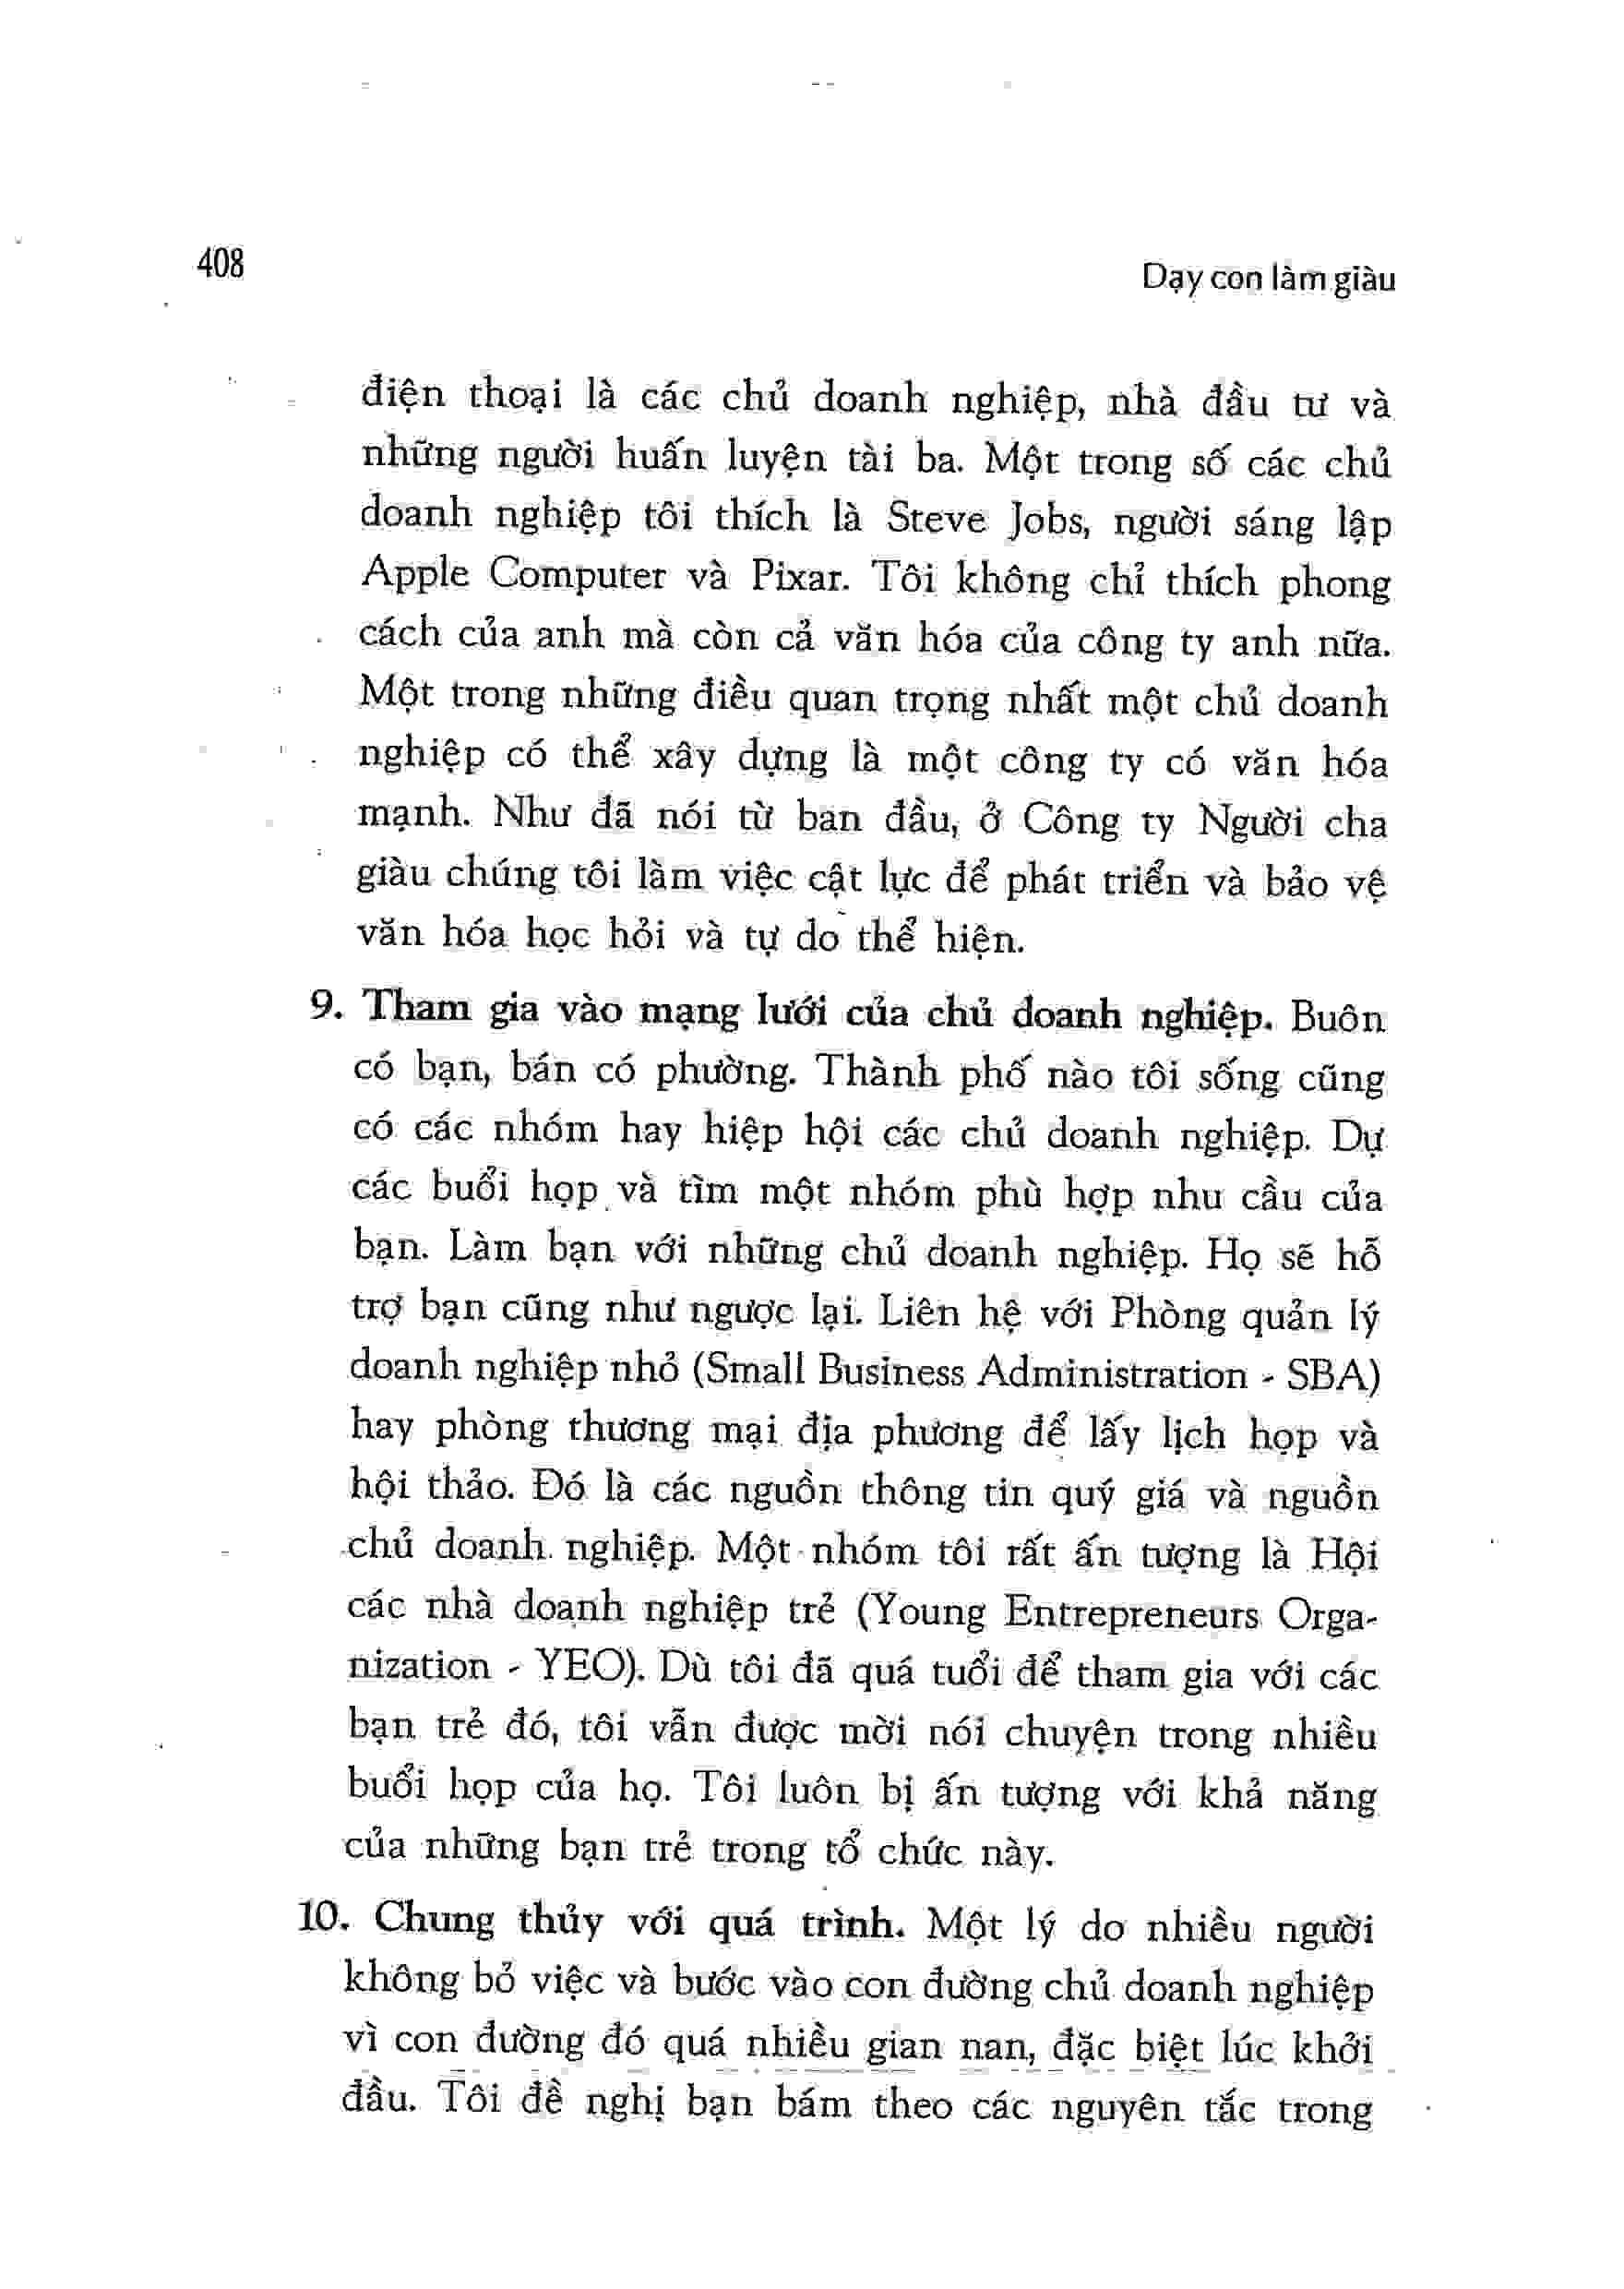 408
Dạy con làm giàu
điện thoại là các chủ doanh nghiệp, nhà đầu tư và
những người huấn luyện tài ba. Một trong số các chủ
doanh nghiệp tôi thích là Steve Jobs, người sáng lập
Apple Computer và Pixar. Tôi không chỉ thích phong
cách của anh mà còn cả văn hóa của công ty anh nữa.
Một trong những điều quan trọng nhất một chủ doanh
nghiệp có thể xây dựng là một công ty có văn hóa
mạnh. Như đã nói từ ban đầu, ở Công ty Người cha
giàu chúng tôi làm việc cật lực để phát triển và bảo vệ
văn hóa học hỏi và tự do thể hiện.
9. Tham gia vào mạng lưới của chủ doanh nghiệp. Buôn
có bạn, bán có phường. Thành phố nào tôi sống cũng
có các nhóm hay hiệp hội các chủ doanh nghiệp. Dự
các buổi họp và tìm một nhóm phù hợp nhu cầu của
bạn. Làm bạn với những chủ doanh nghiệp. Họ sẽ hỗ
trợ bạn cũng như ngược lại. Liên hệ với Phòng quản lý
doanh nghiệp nhỏ (Small Business Administration - SBA)
hay phòng thương mại địa phương để lấy lịch họp và
hội thảo. Đó là các nguồn thông tin quý giá và nguồn
chủ doanh nghiệp. Một nhóm tôi rất ấn tượng là Hội
các nhà doanh nghiệp trẻ (Young Entrepreneurs Orga-
nization - YEO). Dù tôi đã quá tuổi để tham gia với các
bạn trẻ đó, tôi vẫn được mời nói chuyện trong nhiều
buổi họp của họ. Tôi luôn bị ấn tượng với khả năng
của những bạn trẻ trong tổ chức này.
10. Chung thủy với quá trình. Một lý do nhiều người
không bỏ việc và bước vào con đường chủ doanh nghiệp
vì con đường đó quá nhiều gian nan, đặc biệt lúc khởi
đầu. Tôi đề nghị bạn bám theo các nguyên tắc trong